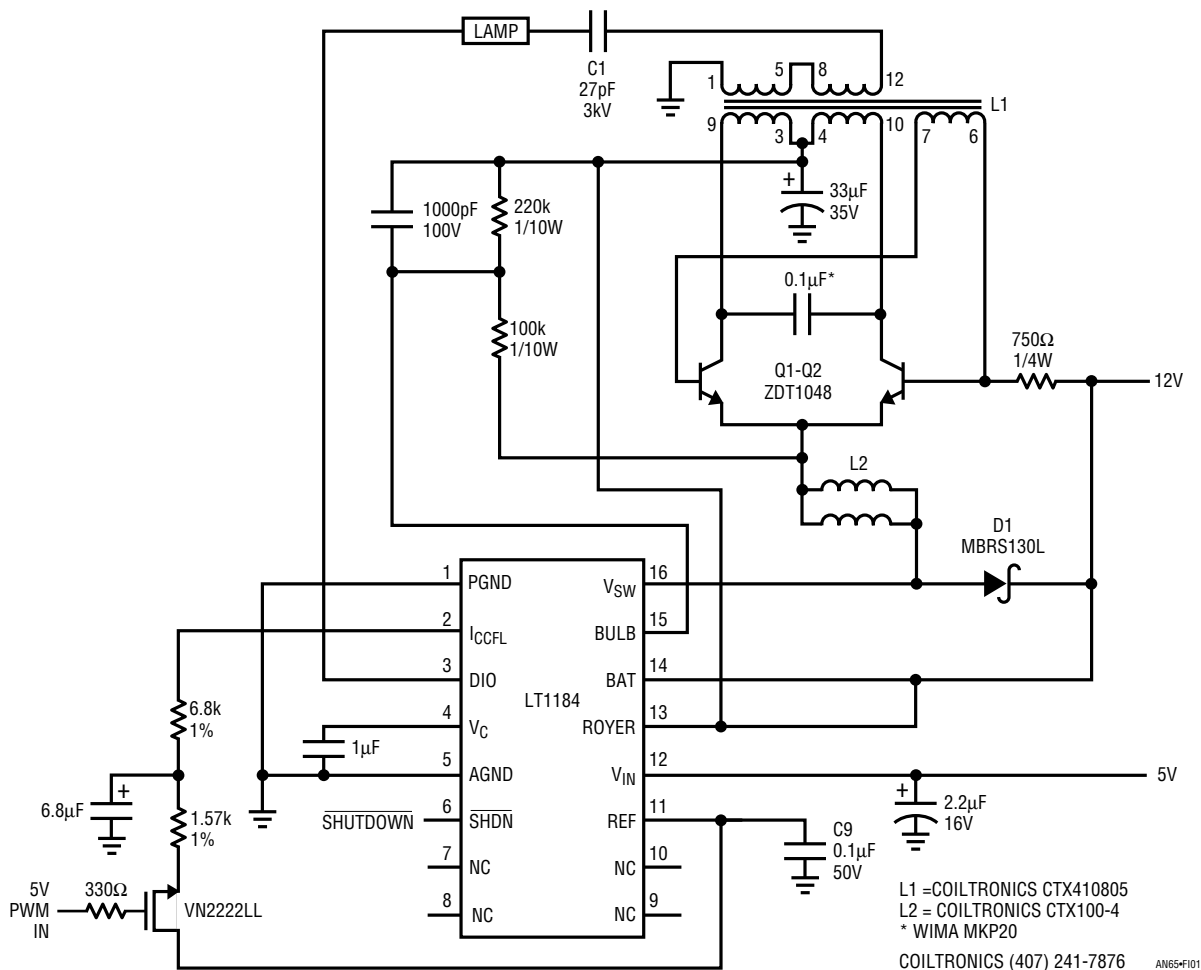 LAMP
C1
27pF
3kV
1
5
8
12
L1
9
3
4
10
7
6
+
33µF
35V
1000pF
100V
220k
1/10W
0.1µF*
100k
1/10W
Q1-Q2
ZDT1048
750Ω
1/4W
12V
L2
D1
MBRS130L
1
PGND
VSW
16
2
ICCFL
BULB
15
3
DIO
BAT
14
LT1184
4
VC
ROYER
13
6.8k
1%
1µF
5
AGND
VIN
12
5V
+
6.8µF
1.57k
1%
SHUTDOWN
6
SHDN
REF
11
+
2.2µF
16V
C9
0.1µF
50V
7
NC
NC
10
8
NC
NC
9
5V
PWM
IN
330Ω
VN2222LL
L1 =COILTRONICS CTX410805
L2 = COILTRONICS CTX100-4
* WIMA MKP20
COILTRONICS (407) 241-7876
AN65•FI01